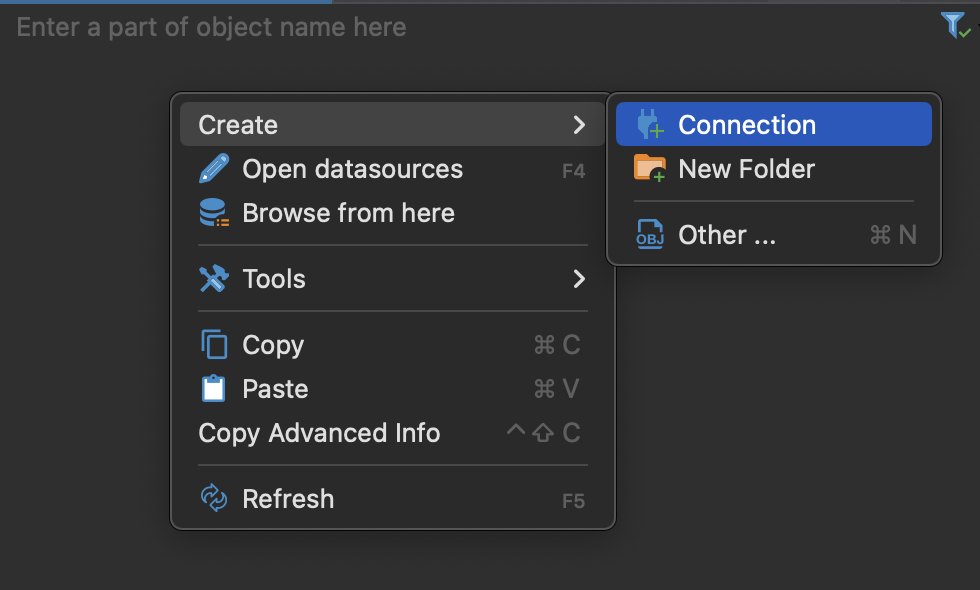 Enter a part of object name here
Create
Connection
Open datasources F4
New Folder
Browse from here
Other ... ⌘ N
OBJ
Tools
Copy ⌘ C
Paste ⌘ V
Copy Advanced Info ^ ⇧ C
Refresh F5